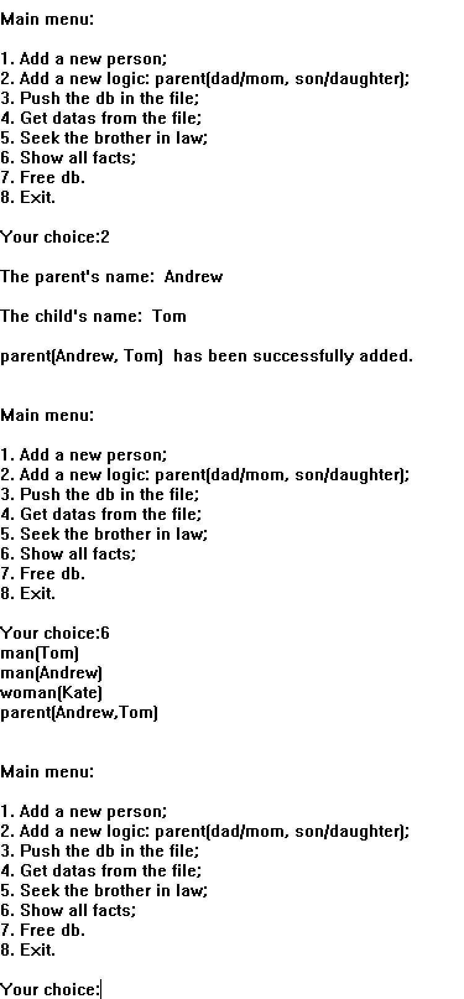 Main menu:
1. Add a new person;
2. Add a new logic: parent(dad/mom, son/daughter);
3. Push the db in the file;
4. Get datas from the file;
5. Seek the brother in law;
6. Show all facts;
7. Free db.
8. Exit.
Your choice:2
The parent's name:  Andrew
The child's name:  Tom
parent(Andrew, Tom)  has been successfully added.
Main menu:
1. Add a new person;
2. Add a new logic: parent(dad/mom, son/daughter);
3. Push the db in the file;
4. Get datas from the file;
5. Seek the brother in law;
6. Show all facts;
7. Free db.
8. Exit.
Your choice:6
man(Tom)
man(Andrew)
woman(Kate)
parent(Andrew,Tom)
Main menu:
1. Add a new person;
2. Add a new logic: parent(dad/mom, son/daughter);
3. Push the db in the file;
4. Get datas from the file;
5. Seek the brother in law;
6. Show all facts;
7. Free db.
8. Exit.
Your choice: